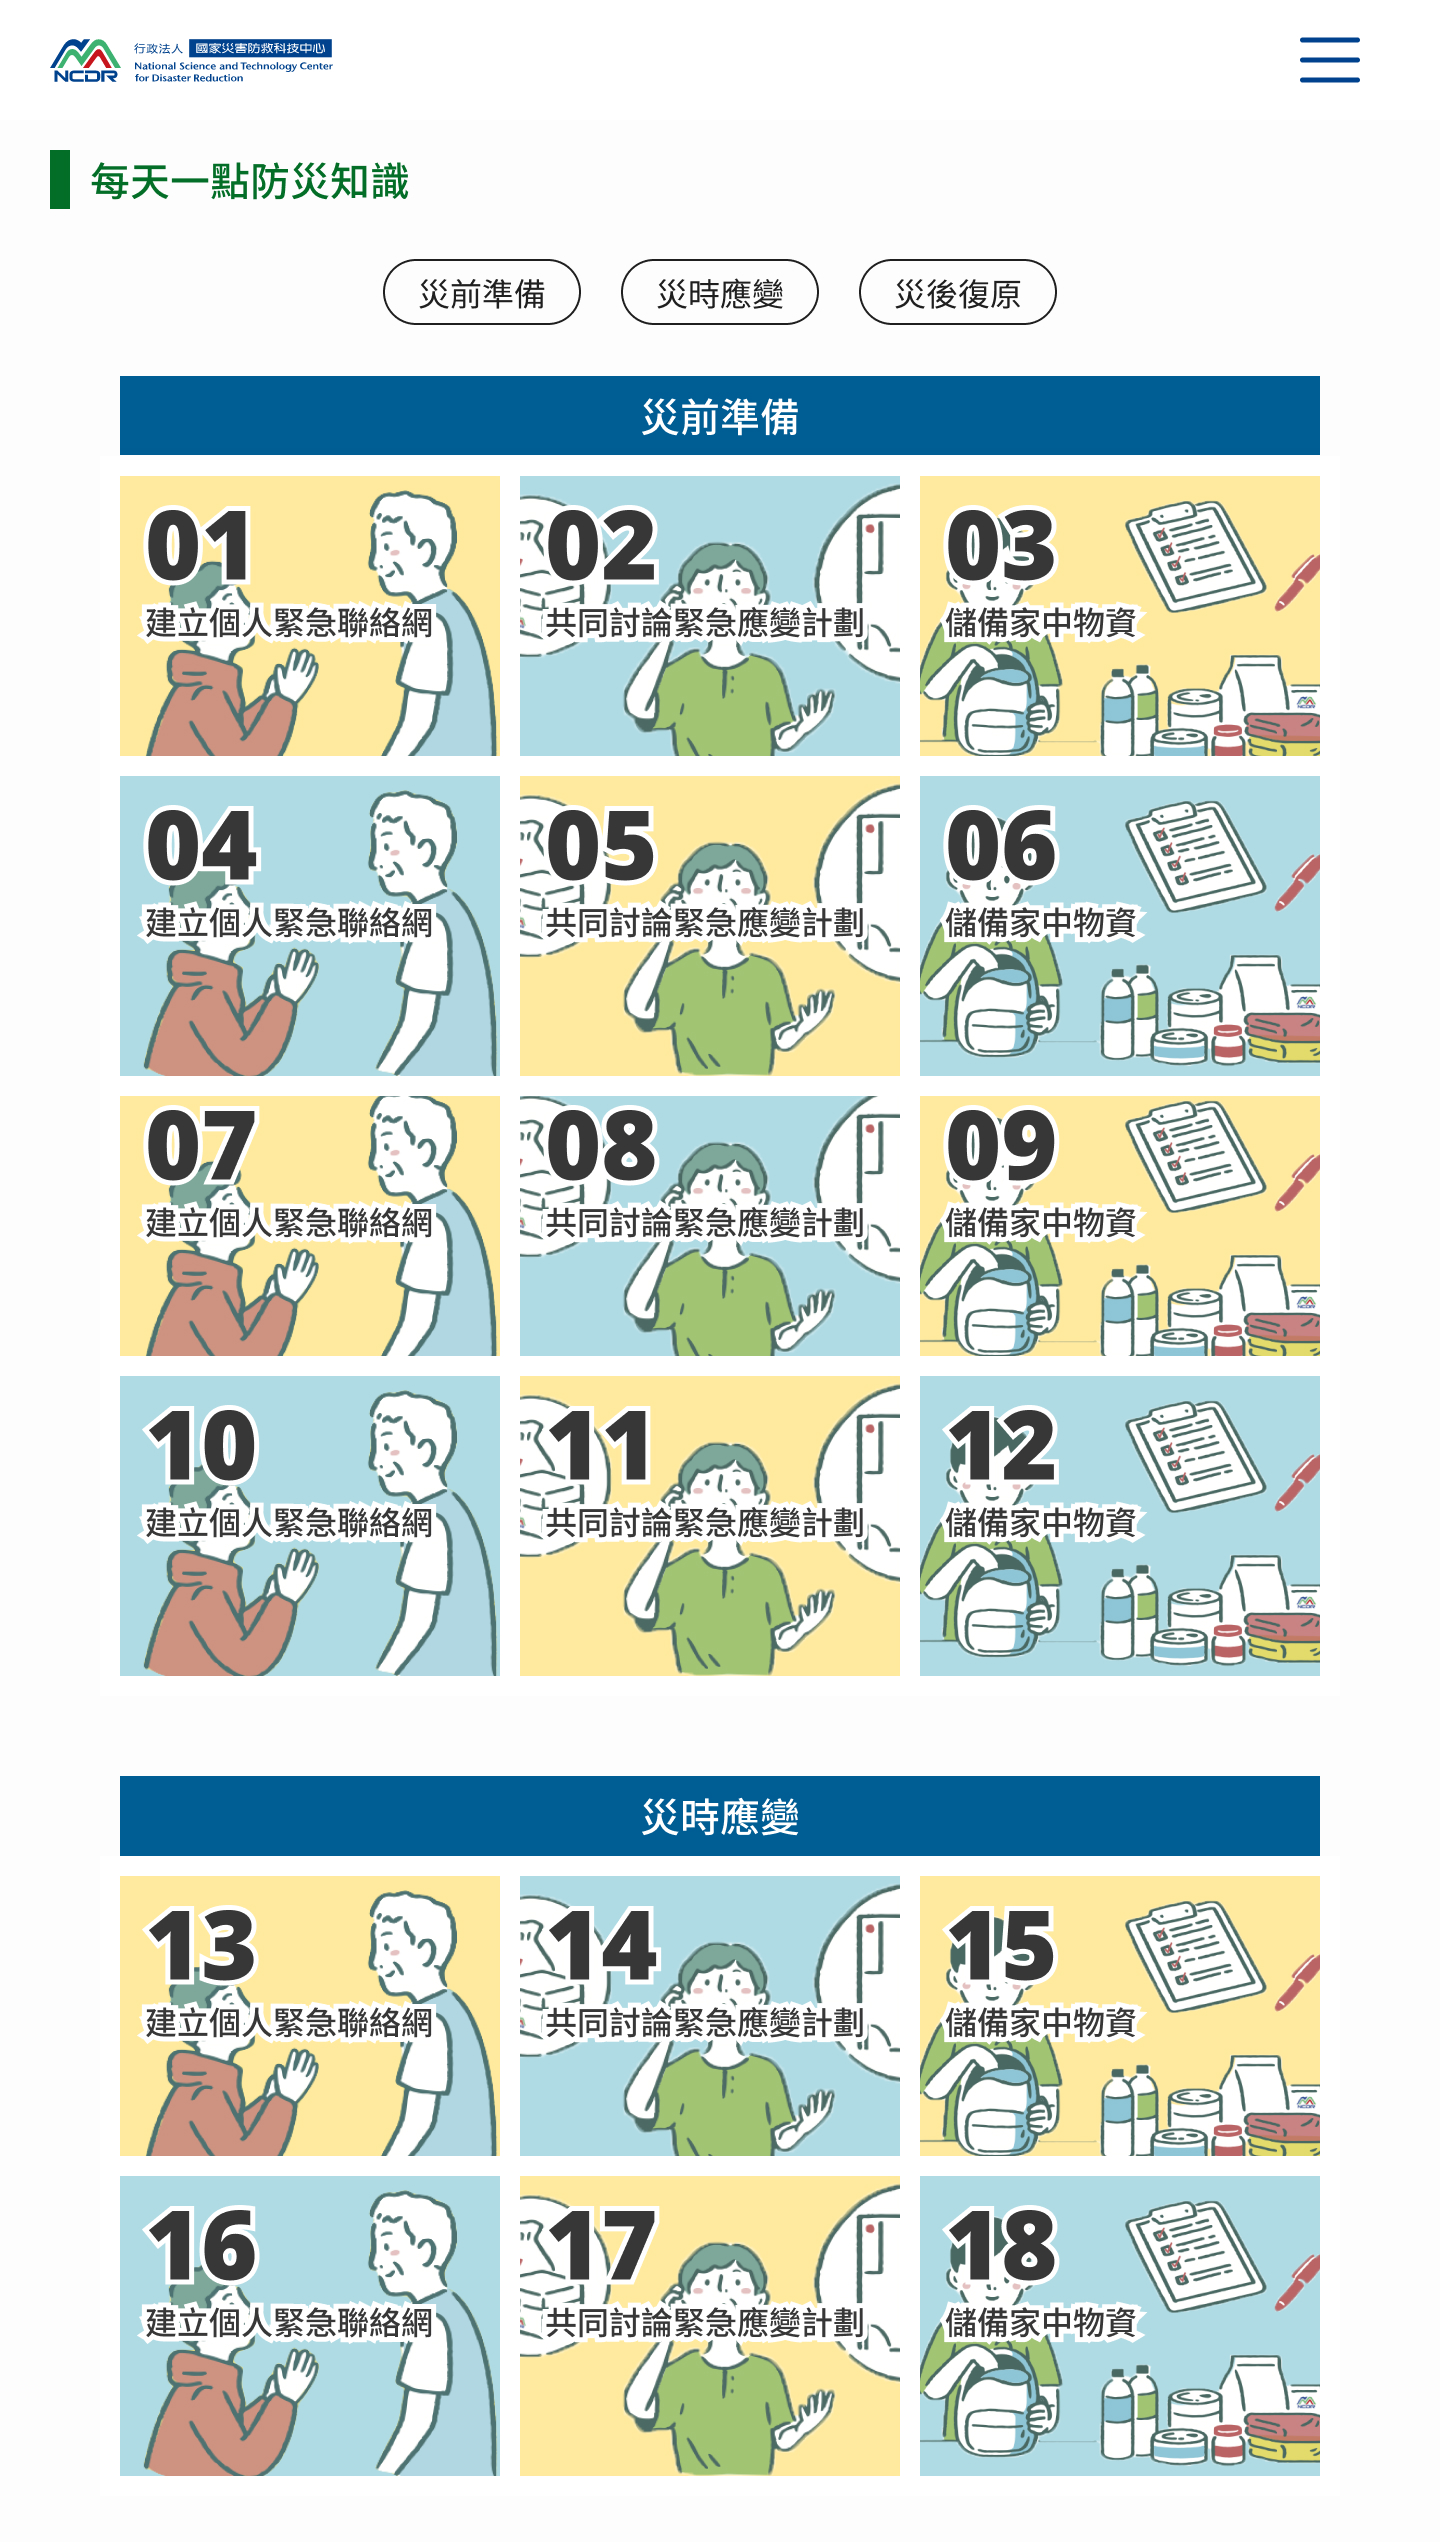 行政法人 國家災害防救科技中心
National Science and Technology Center
for Disaster Reduction
NCDR
每天一點防災知識
災前準備 災時應變 災後復原
災前準備
01
建立個人緊急聯絡網
02
共同討論緊急應變計劃
03
儲備家中物資
NCDR
04
建立個人緊急聯絡網
05
共同討論緊急應變計劃
06
儲備家中物資
NCDR
07
建立個人緊急聯絡網
08
共同討論緊急應變計劃
09
儲備家中物資
NCDR
10
建立個人緊急聯絡網
11
共同討論緊急應變計劃
12
儲備家中物資
NCDR
災時應變
13
建立個人緊急聯絡網
14
共同討論緊急應變計劃
15
儲備家中物資
NCDR
16
建立個人緊急聯絡網
17
共同討論緊急應變計劃
18
儲備家中物資
NCDR